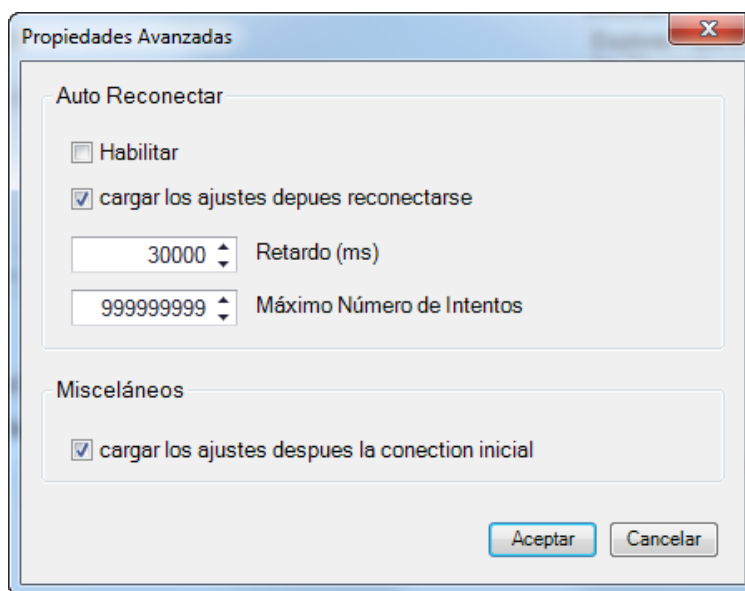 Propiedades Avanzadas
Auto Reconectar
Habilitar
cargar los ajustes depues reconectarse
30000 Retardo (ms)
999999999 Máximo Número de Intentos
Misceláneos
cargar los ajustes despues la conection inicial
Aceptar Cancelar